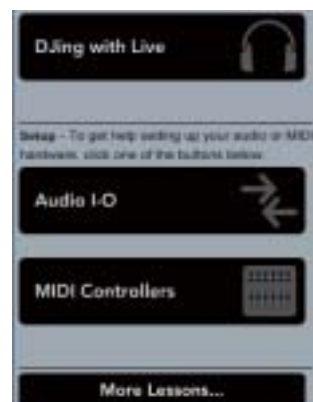 DJing with Live
Setup - To get help setting up your audio or MIDI
hardware, click one of the buttons below.
Audio I-O
MIDI Controllers
More Lessons...